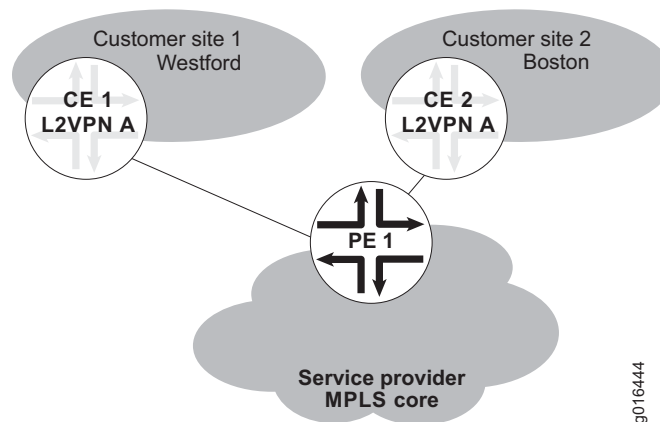 Customer site 1
Westford
CE 1
L2VPN A
Customer site 2
Boston
CE 2
L2VPN A
PE 1
Service provider
MPLS core
g016444